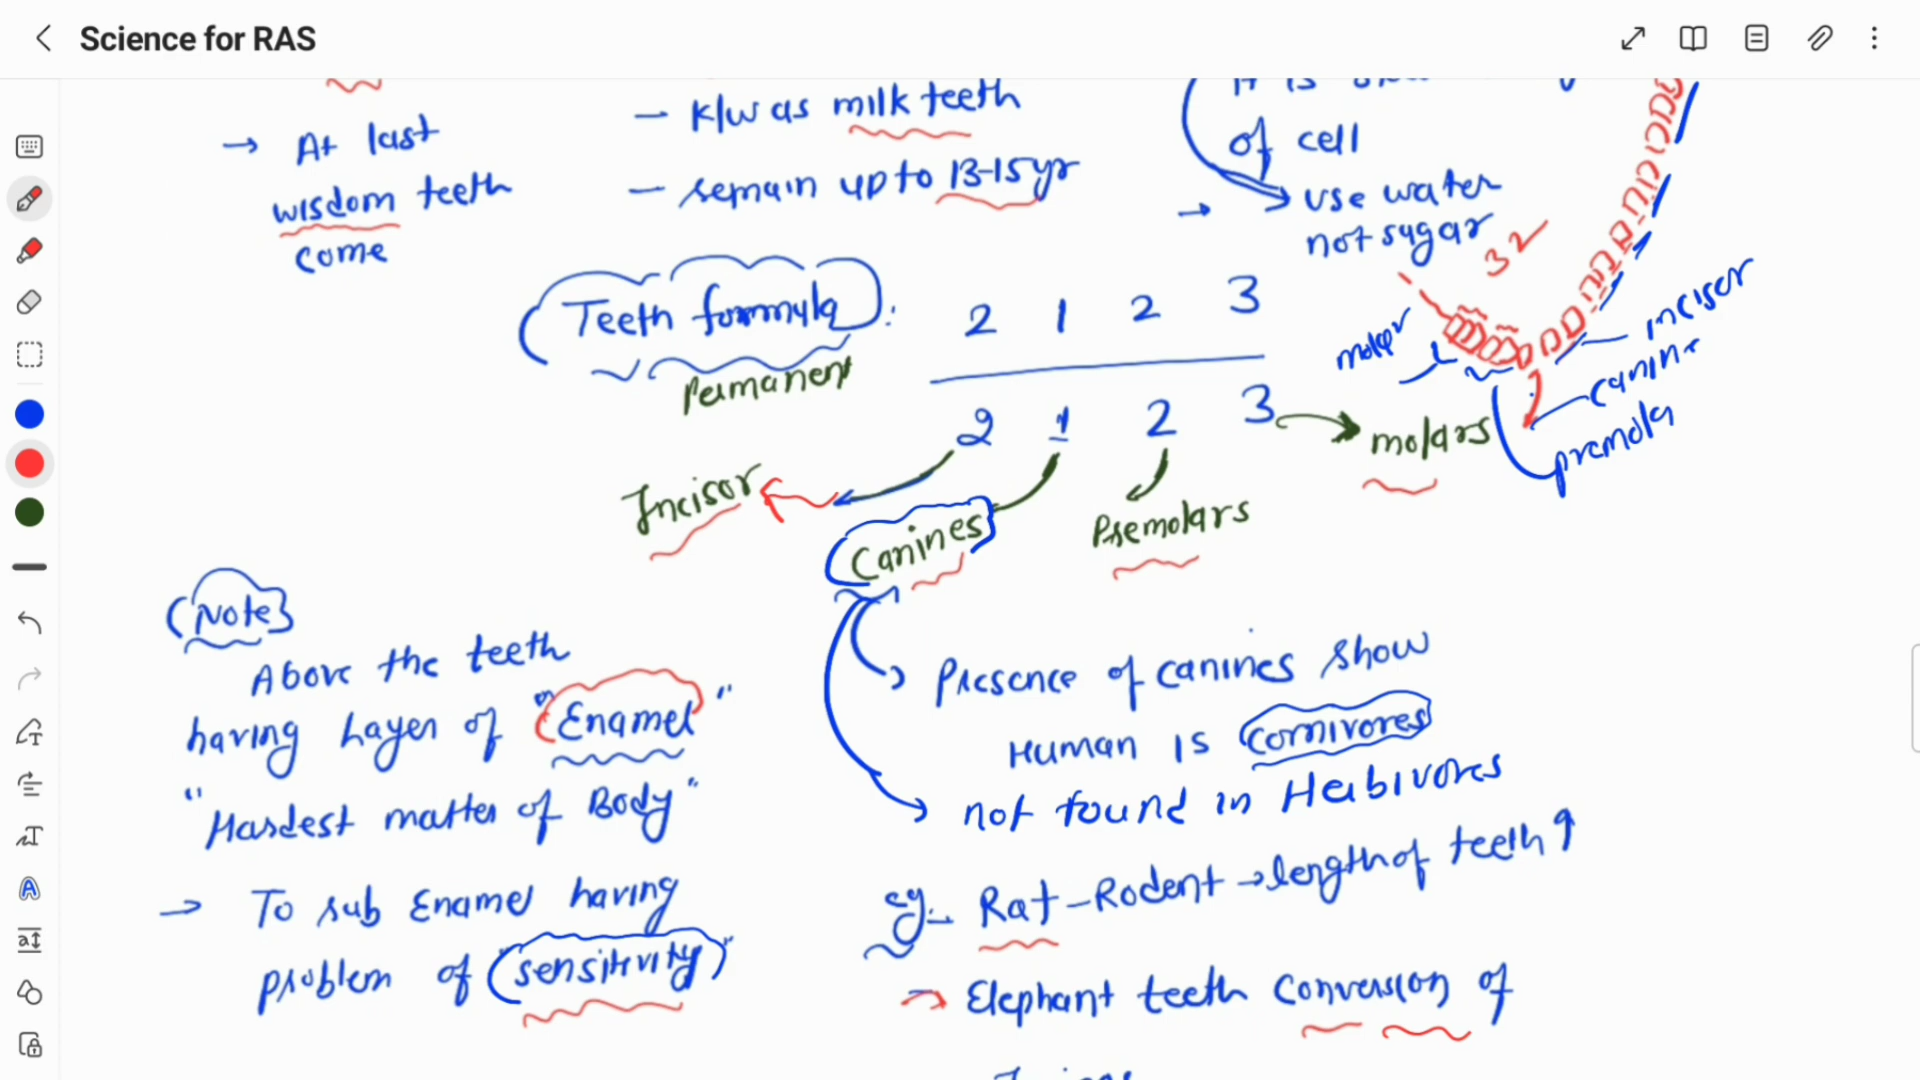 Science for RAS
→ At last
wisdom teeth
come
– K/w as milk teeth
– remain up to 13-15yr
of cell
→ use water
not sugar
32
Teeth formula :
Permanent
2 1 2 3
2 1 2 3
Incisor
Canines
Premolars
molars
molar
incisor
canine
premola
Note
Above the teeth
having Layer of "Enamel"
"Hardest matter of Body"
→ To rub Enamel having
problem of "sensitivity"
Presence of canines show
Human is cornivores
not found in Herbivores
eg:- Rat – Rodent → length of teeth ↑
→ Elephant teeth conversion of